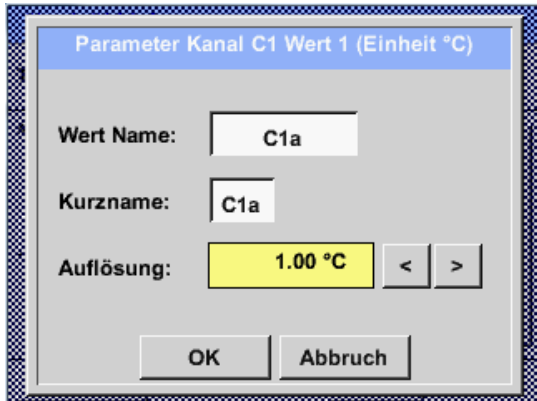 Parameter Kanal C1 Wert 1 (Einheit °C)
Wert Name: C1a
Kurzname: C1a
Auflösung: 1.00 °C < >
OK Abbruch